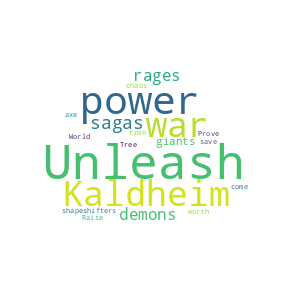 rages
chaos
power
axe
sagas war
time
World
Prove
Tree
giants
save
Unleash
Kaldheim
come
shapeshifters
demons
worth
Raise